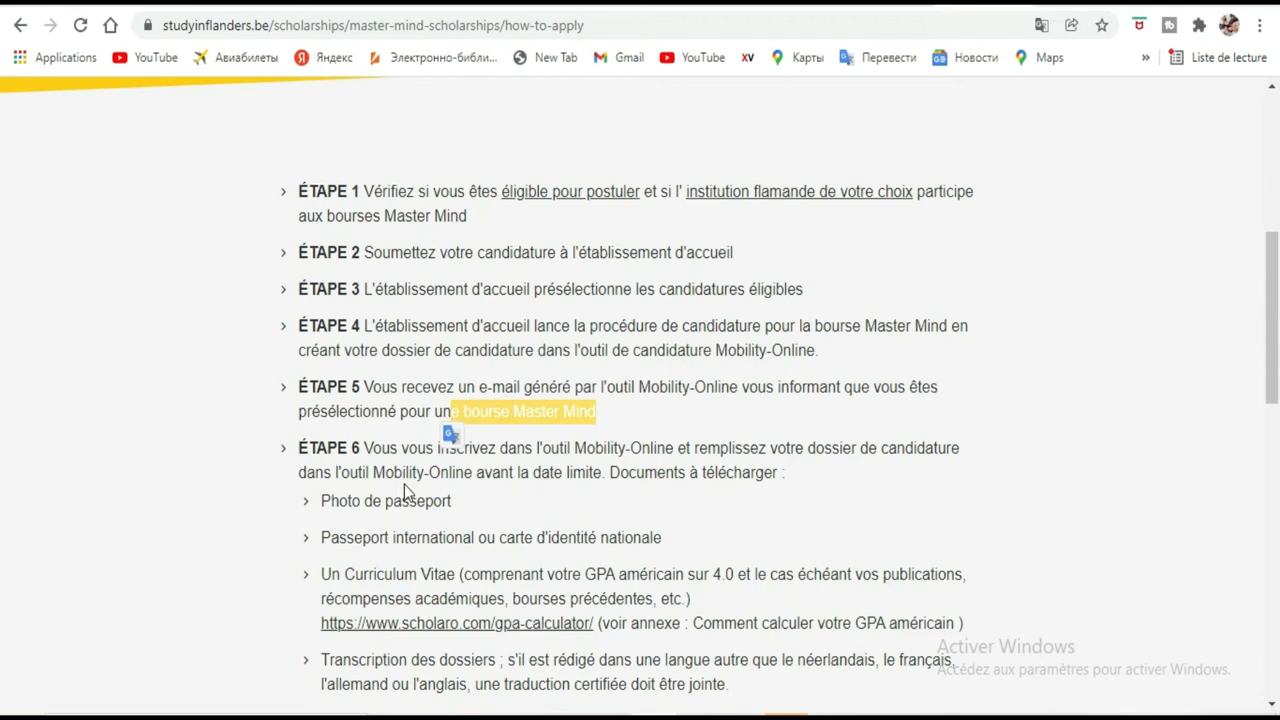 studyinflanders.be/scholarships/master-mind-scholarships/how-to-apply
Applications YouTube Авиабилеты Яндекс Электронно-библи... New Tab Gmail YouTube XV Карты Перевести Новости Maps » Liste de lecture
ÉTAPE 1 Vérifiez si vous êtes éligible pour postuler et si l' institution flamande de votre choix participe
aux bourses Master Mind
ÉTAPE 2 Soumettez votre candidature à l'établissement d'accueil
ÉTAPE 3 L'établissement d'accueil présélectionne les candidatures éligibles
ÉTAPE 4 L'établissement d'accueil lance la procédure de candidature pour la bourse Master Mind en
créant votre dossier de candidature dans l'outil de candidature Mobility-Online.
ÉTAPE 5 Vous recevez un e-mail généré par l'outil Mobility-Online vous informant que vous êtes
présélectionné pour une bourse Master Mind
ÉTAPE 6 Vous vous inscrivez dans l'outil Mobility-Online et remplissez votre dossier de candidature
dans l'outil Mobility-Online avant la date limite. Documents à télécharger :
Photo de passeport
Passeport international ou carte d'identité nationale
Un Curriculum Vitae (comprenant votre GPA américain sur 4.0 et le cas échéant vos publications,
récompenses académiques, bourses précédentes, etc.)
https://www.scholaro.com/gpa-calculator/ (voir annexe : Comment calculer votre GPA américain )
Transcription des dossiers ; s'il est rédigé dans une langue autre que le néerlandais, le français,
l'allemand ou l'anglais, une traduction certifiée doit être jointe.
Activer Windows
Accédez aux paramètres pour activer Windows.